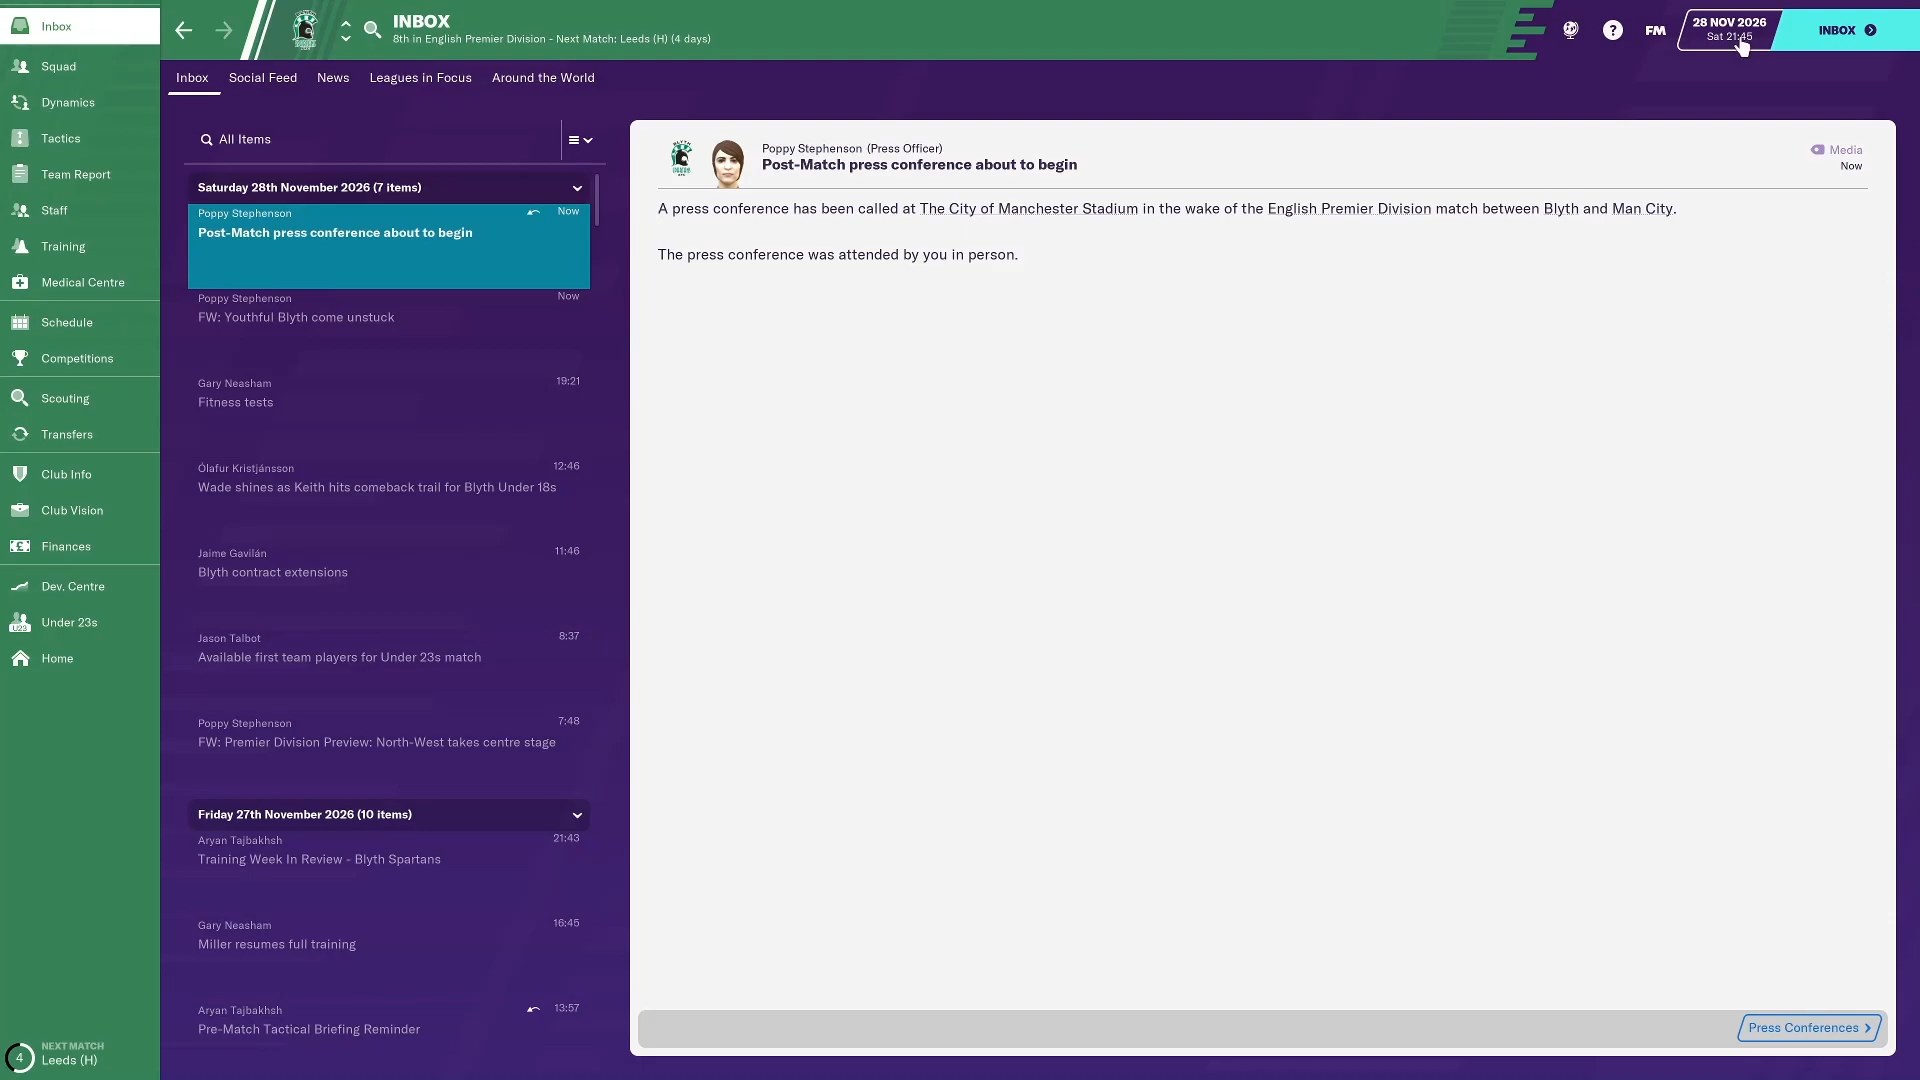 Inbox
Squad
Dynamics
Tactics
Team Report
Staff
Training
Medical Centre
Schedule
Competitions
Scouting
Transfers
Club Info
Club Vision
Finances
Dev. Centre
U23
Under 23s
Home
4
NEXT MATCH
Leeds (H)
INBOX
8th in English Premier Division - Next Match: Leeds (H) (4 days)
?
FM
28 NOV 2026
Sat 21:45
INBOX
Inbox Social Feed News Leagues in Focus Around the World
All Items
Saturday 28th November 2026 (7 items)
Poppy Stephenson Now
Post-Match press conference about to begin
Poppy Stephenson Now
FW: Youthful Blyth come unstuck
Gary Neasham 19:21
Fitness tests
Ólafur Kristjánsson 12:46
Wade shines as Keith hits comeback trail for Blyth Under 18s
Jaime Gavilán 11:46
Blyth contract extensions
Jason Talbot 8:37
Available first team players for Under 23s match
Poppy Stephenson 7:48
FW: Premier Division Preview: North-West takes centre stage
Friday 27th November 2026 (10 items)
Aryan Tajbakhsh 21:43
Training Week In Review - Blyth Spartans
Gary Neasham 16:45
Miller resumes full training
Aryan Tajbakhsh 13:57
Pre-Match Tactical Briefing Reminder
Poppy Stephenson (Press Officer)
Post-Match press conference about to begin
Media
Now
A press conference has been called at The City of Manchester Stadium in the wake of the English Premier Division match between Blyth and Man City.
The press conference was attended by you in person.
Press Conferences >